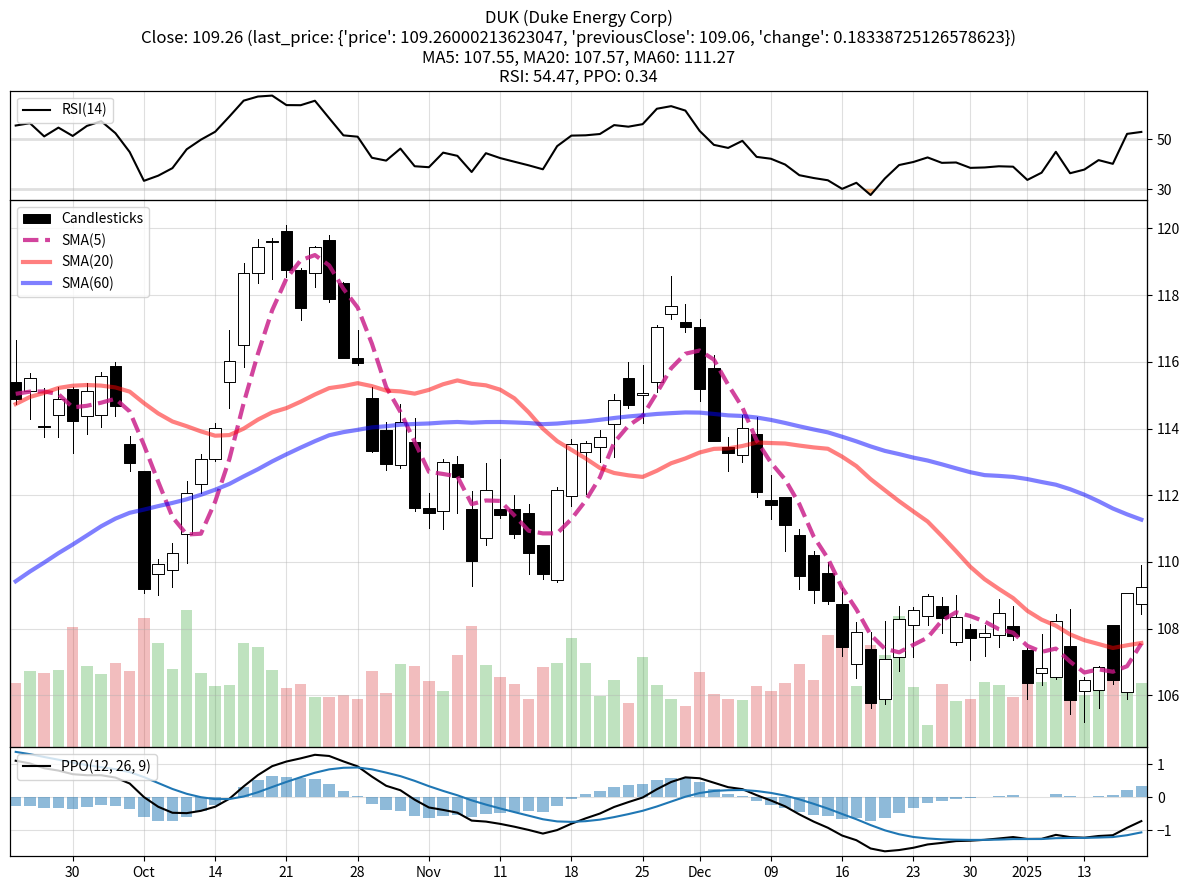 DUK (Duke Energy Corp)
Close: 109.26 (last_price: {'price': 109.26000213623047, 'previousClose': 109.06, 'change': 0.18338725126578623})
MA5: 107.55, MA20: 107.57, MA60: 111.27
RSI: 54.47, PPO: 0.34
RSI(14)
50
30
Candlesticks
SMA(5)
SMA(20)
SMA(60)
120
118
116
114
112
110
108
106
PPO(12, 26, 9)
1
0
−1
30 Oct 14 21 28 Nov 11 18 25 Dec 09 16 23 30 2025 13